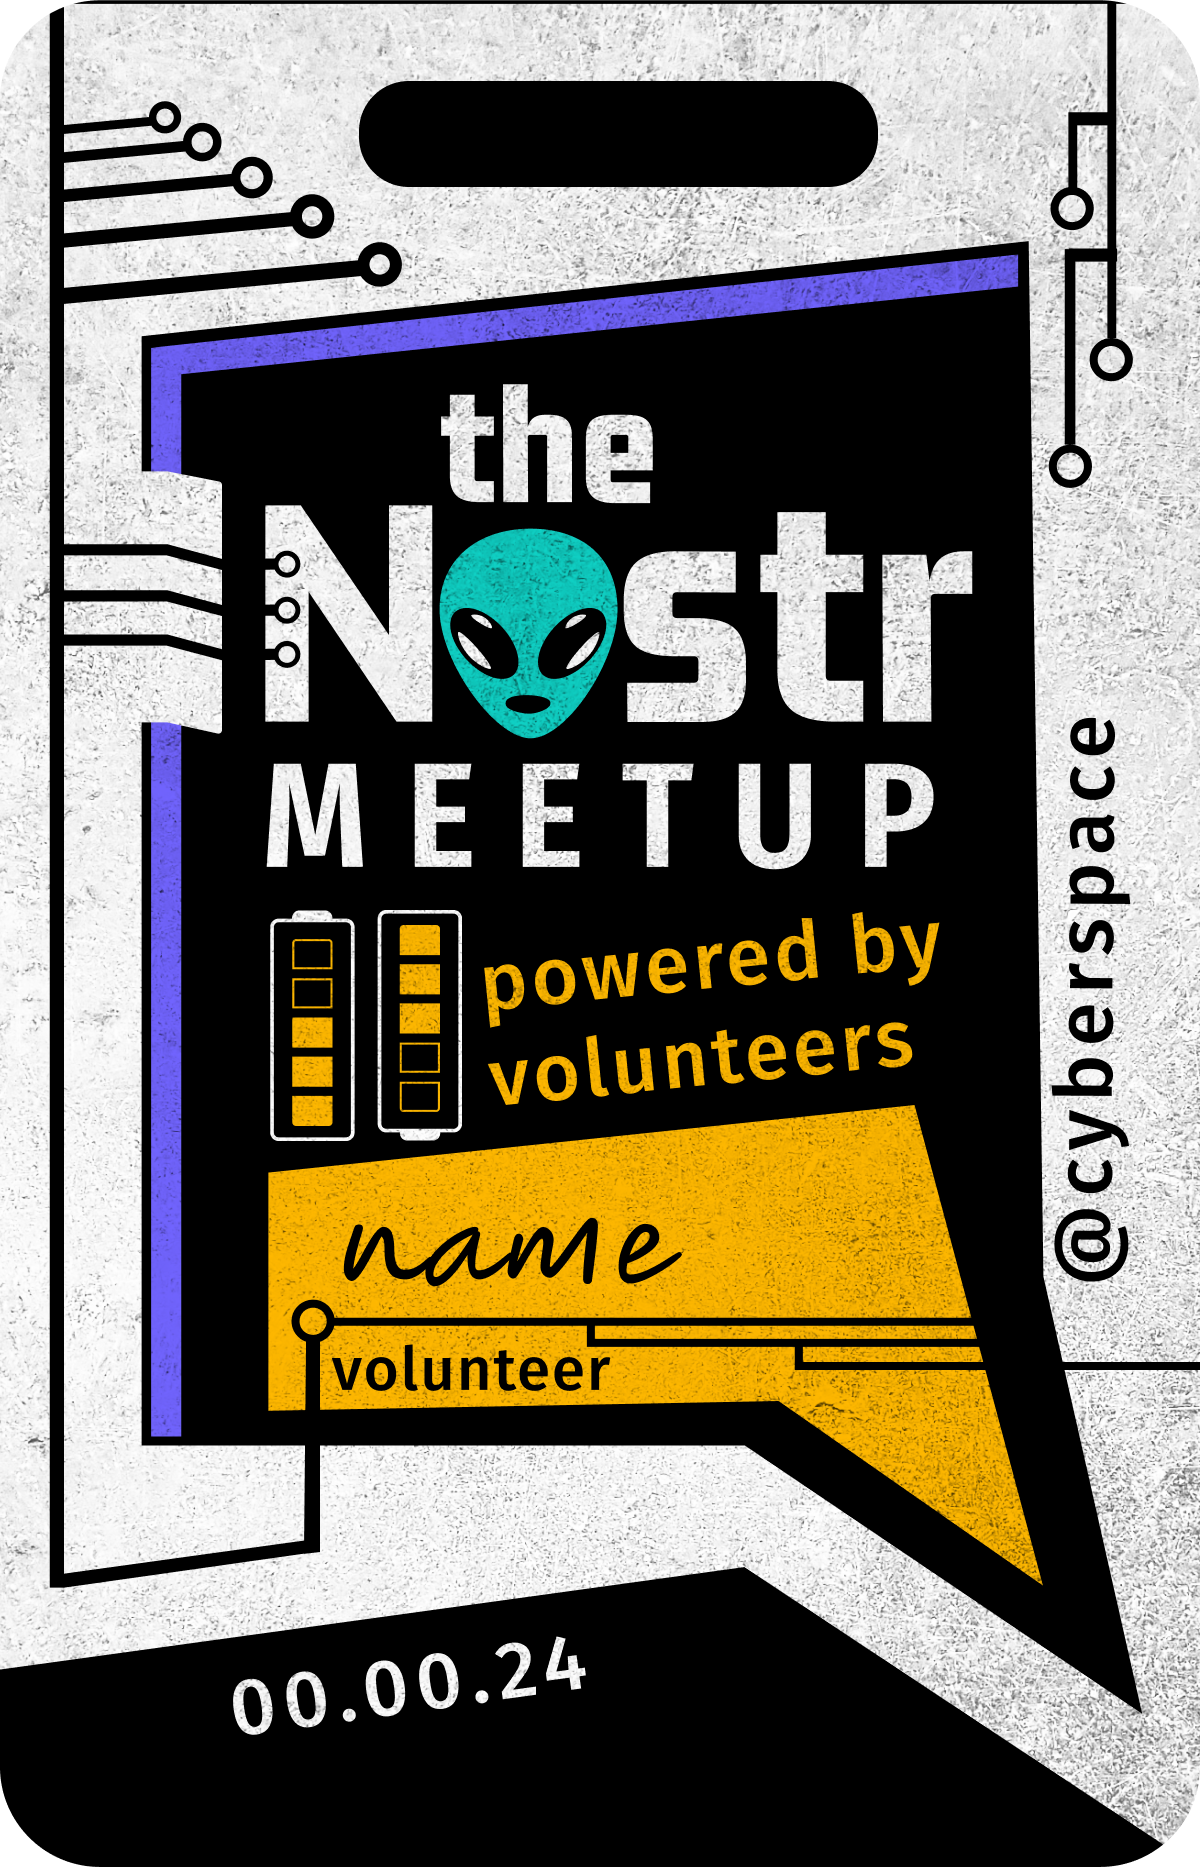 the
Nostr
MEETUP
powered by
volunteers
name
volunteer
@cyberspace
00.00.24